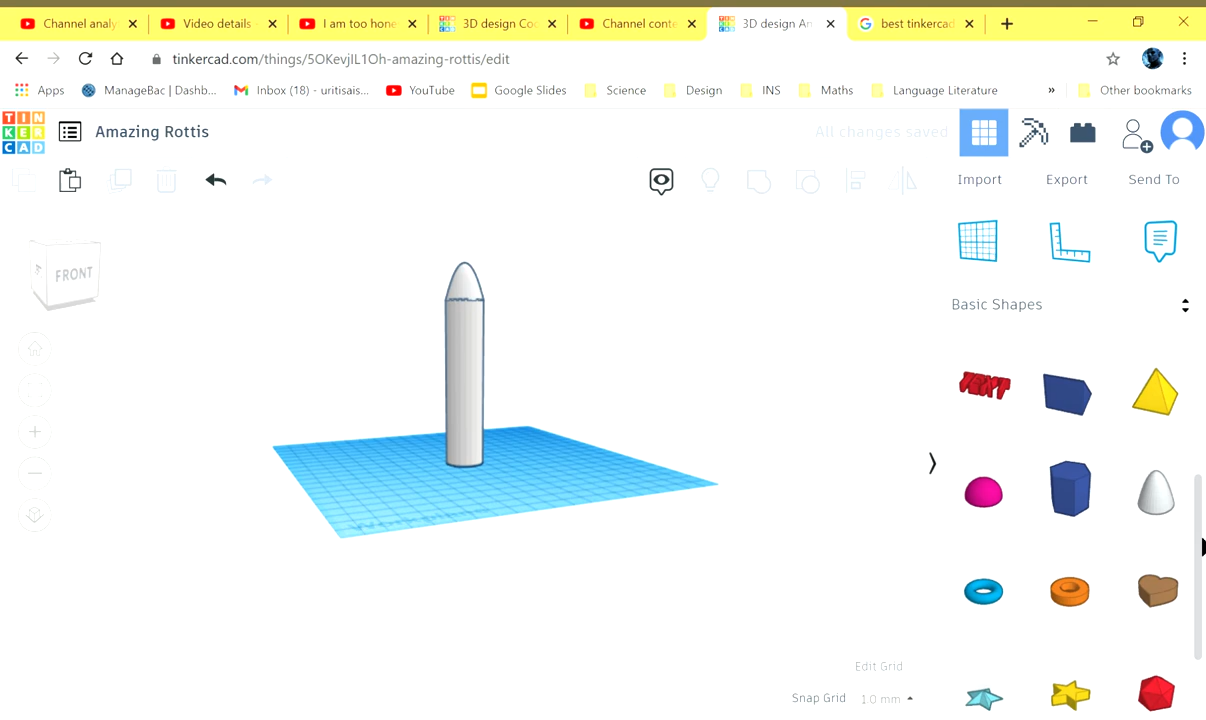 Channel analy
Video details
I am too hone
3D design Coo
Channel conte
3D design Am
best tinkercad
tinkercad.com/things/5OKevjIL1Oh-amazing-rottis/edit
Apps
ManageBac | Dashb...
Inbox (18) - uritisais...
YouTube
Google Slides
Science
Design
INS
Maths
Language Literature
»
Other bookmarks
TIN
KER
CAD
Amazing Rottis
All changes saved
Import
Export
Send To
FRONT
Basic Shapes
TEXT
Edit Grid
Snap Grid
1.0 mm